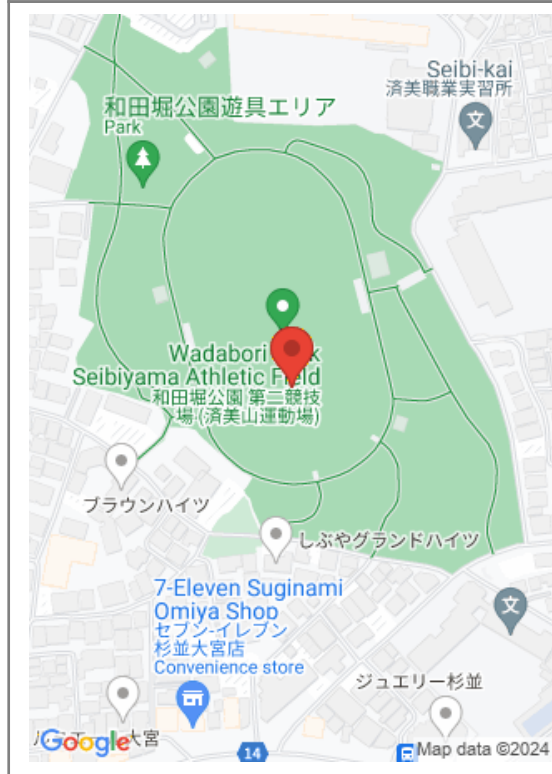 Seibi-kai
済美職業実習所
和田堀公園遊具エリア
Park
文
Wadabori
Seibiyama Athletic Field
和田堀公園 第二競技
場 (済美山運動場)
ブラウンハイツ
しぶやグランドハイツ
7-Eleven Suginami
Omiya Shop
セブン-イレブン
杉並大宮店
Convenience store
文
ジュエリー杉並
大宮
Google
14
Map data ©2024